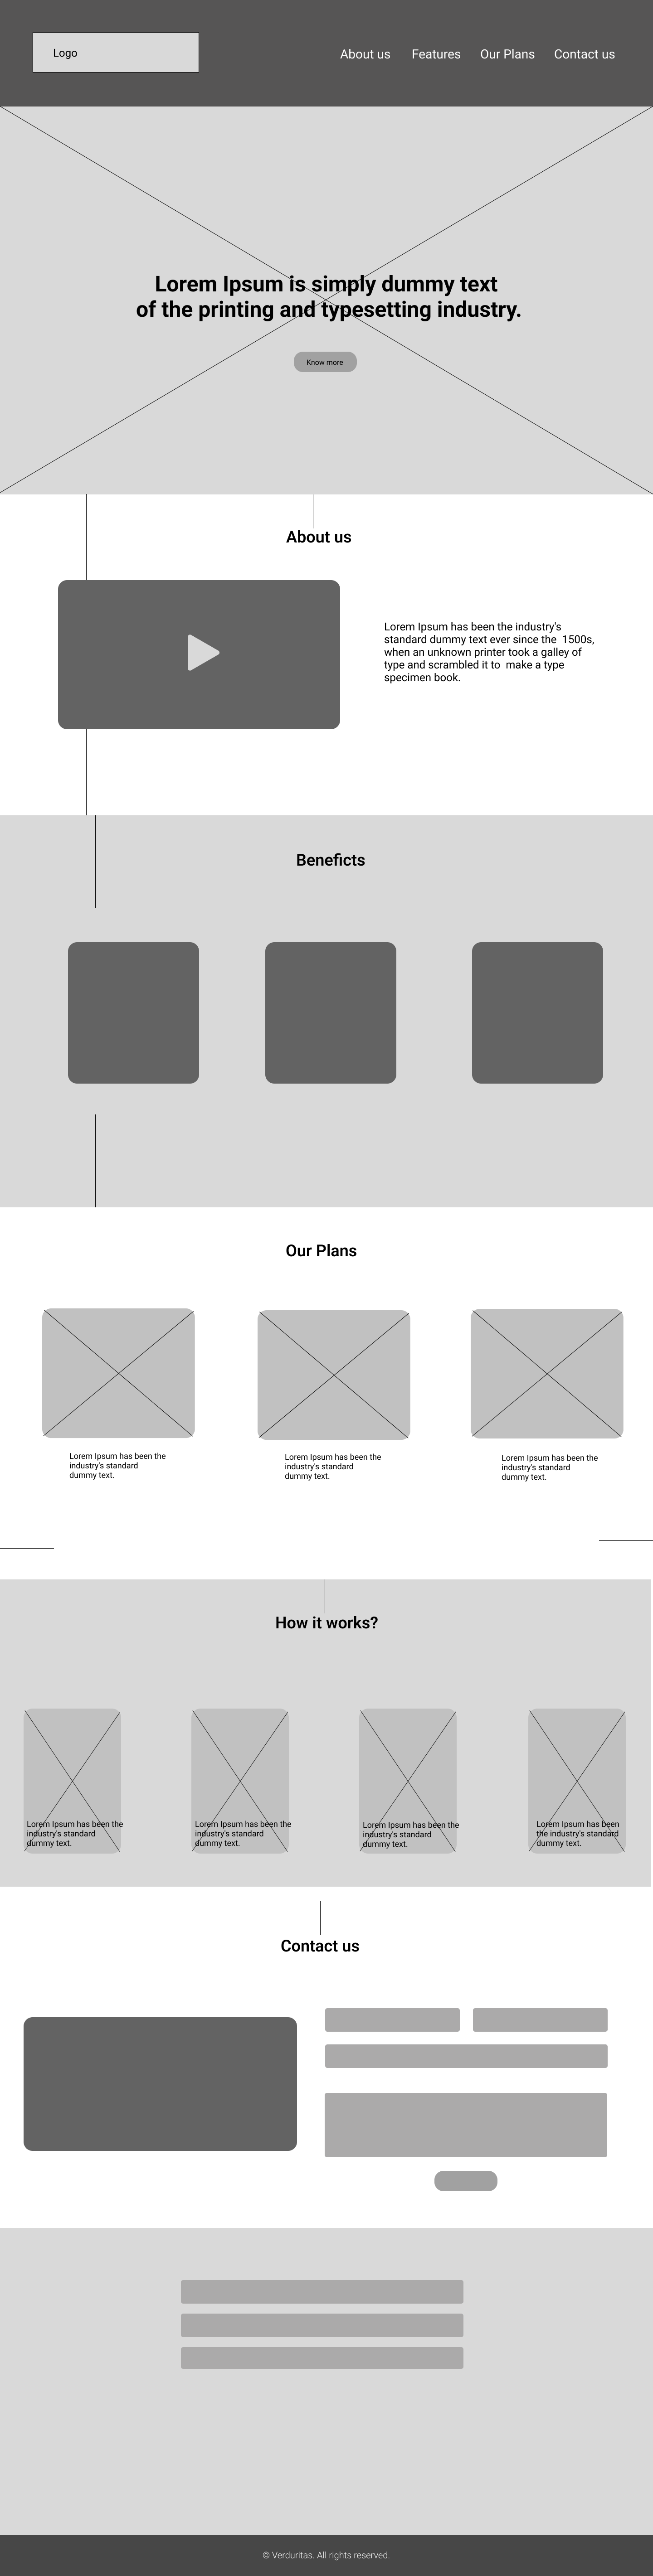 Logo
About us
Features
Our Plans
Contact us
Lorem Ipsum is simply dummy text
of the printing and typesetting industry.
Know more
About us
Lorem Ipsum has been the industry's
standard dummy text ever since the 1500s,
when an unknown printer took a galley of
type and scrambled it to make a type
specimen book.
Beneficts
Our Plans
Lorem Ipsum has been the
industry's standard
dummy text.
Lorem Ipsum has been the
industry's standard
dummy text.
Lorem Ipsum has been the
industry's standard
dummy text.
How it works?
Lorem Ipsum has been the
industry's standard
dummy text.
Lorem Ipsum has been the
industry's standard
dummy text.
Lorem Ipsum has been the
industry's standard
dummy text.
Lorem Ipsum has been
the industry's standard
dummy text.
Contact us
© Verduritas. All rights reserved.